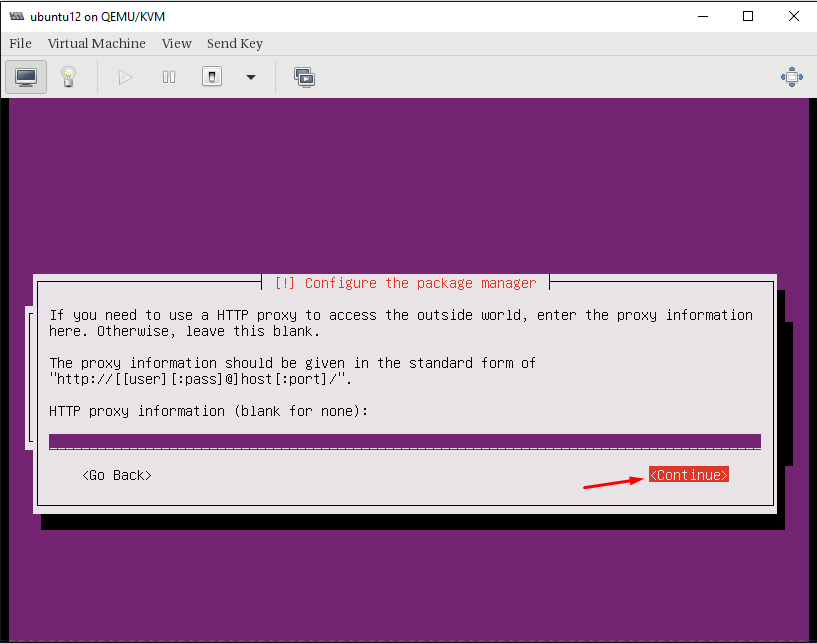 ubuntu12 on QEMU/KVM
File Virtual Machine View Send Key
[!] Configure the package manager
If you need to use a HTTP proxy to access the outside world, enter the proxy information
here. Otherwise, leave this blank.
The proxy information should be given in the standard form of
"http://[[user][:pass]@]host[:port]/".
HTTP proxy information (blank for none):
<Go Back> <Continue>